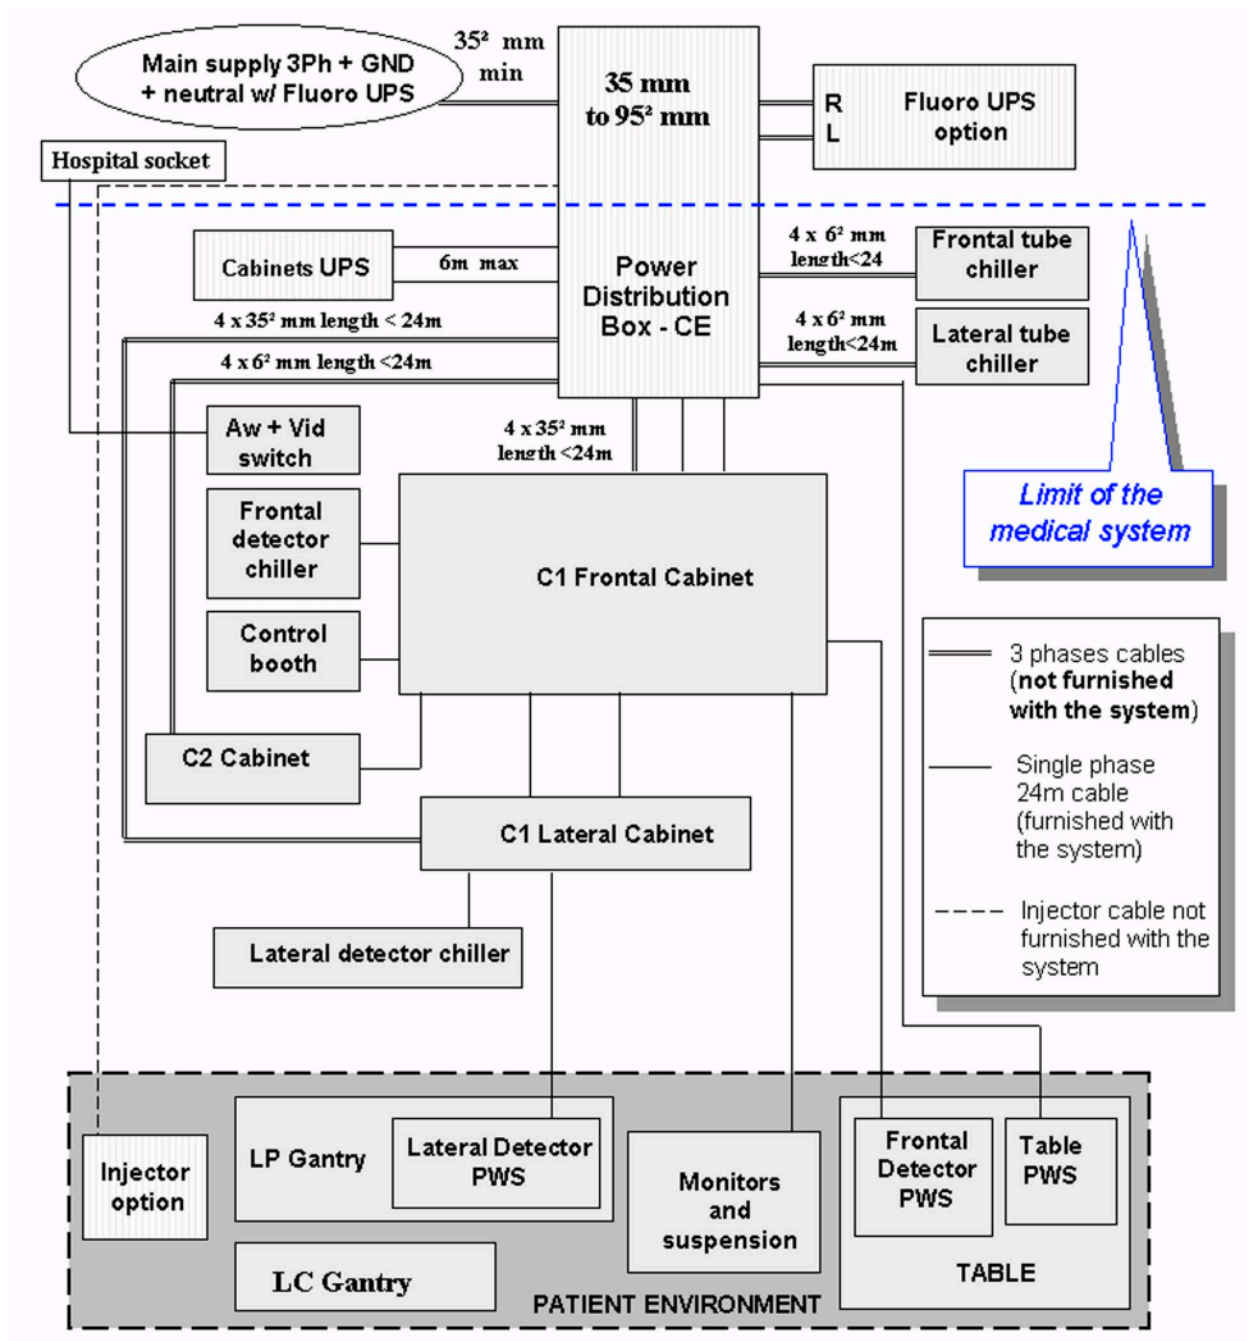 Main supply 3Ph + GND
+ neutral w/ Fluoro UPS
35² mm
min
35 mm
to 95² mm
R
L
Fluoro UPS
option
Hospital socket
Cabinets UPS
6m max
Power
Distribution
Box - CE
4 x 6² mm
length<24
Frontal tube
chiller
4 x 6² mm
length<24m
Lateral tube
chiller
4 x 35² mm length < 24m
4 x 6² mm length <24m
Aw + Vid
switch
4 x 35² mm
length <24m
Limit of the
medical system
Frontal
detector
chiller
C1 Frontal Cabinet
Control
booth
3 phases cables
(not furnished
with the system)
Single phase
24m cable
(furnished with
the system)
Injector cable not
furnished with the
system
C2 Cabinet
C1 Lateral Cabinet
Lateral detector chiller
Injector
option
LP Gantry
Lateral Detector
PWS
LC Gantry
Monitors
and
suspension
Frontal
Detector
PWS
Table
PWS
TABLE
PATIENT ENVIRONMENT